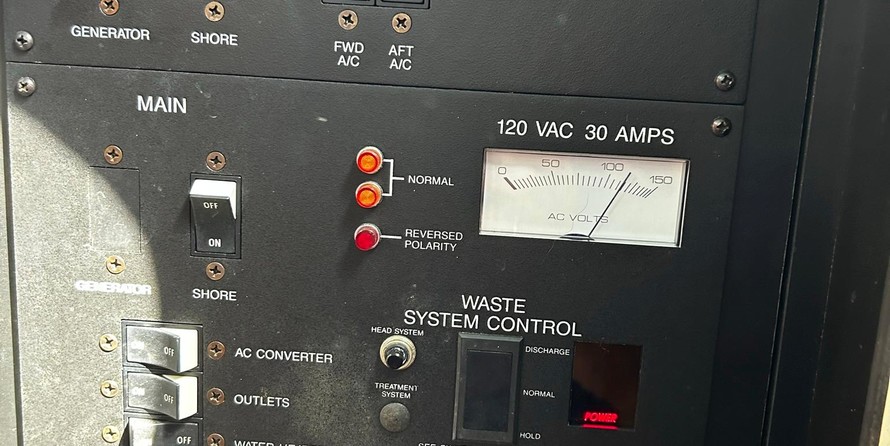 GENERATOR
SHORE
FWD
A/C
AFT
A/C
MAIN
120 VAC 30 AMPS
0 50 100 150
AC VOLTS
OFF
ON
NORMAL
REVERSED
POLARITY
GENERATOR
SHORE
WASTE
SYSTEM CONTROL
HEAD SYSTEM
DISCHARGE
OFF
AC CONVERTER
TREATMENT
SYSTEM
NORMAL
OFF
OUTLETS
POWER
HOLD
OFF
WATER